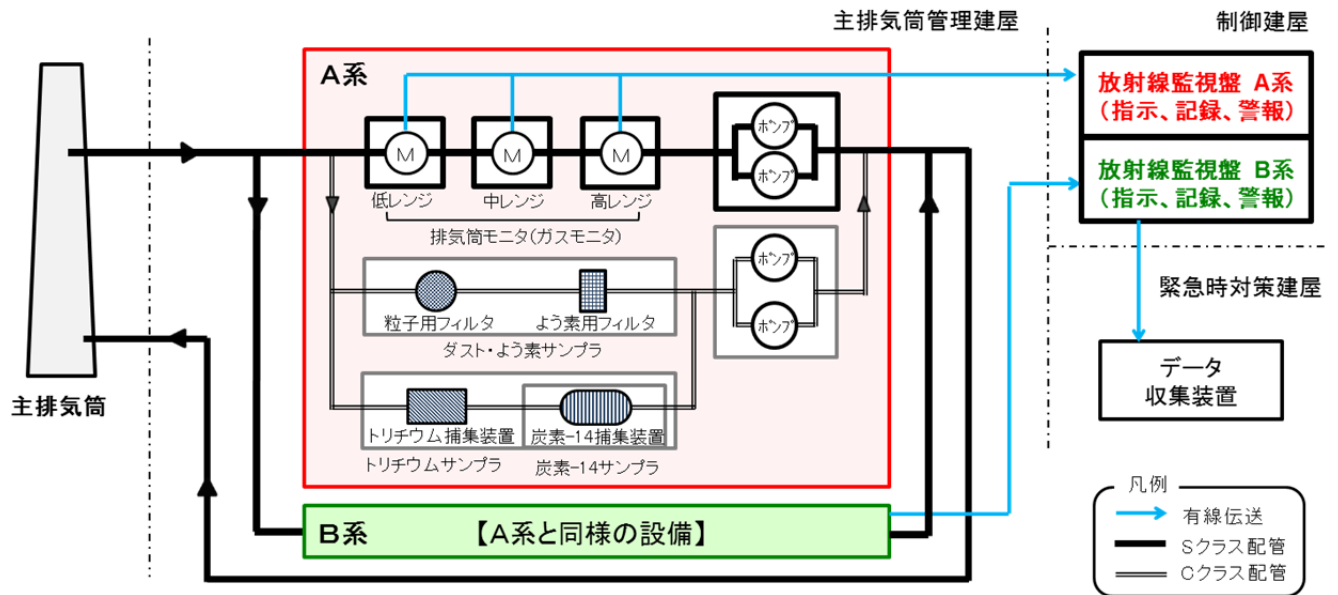 主排気筒管理建屋
制御建屋
A系
放射線監視盤 A系
(指示、記録、警報)
放射線監視盤 B系
(指示、記録、警報)
M
M
M
ポンプ
ポンプ
低レンジ
中レンジ
高レンジ
排気筒モニタ(ガスモニタ)
ポンプ
ポンプ
粒子用フィルタ
よう素用フィルタ
ダスト・よう素サンプラ
トリチウム捕集装置
炭素-14捕集装置
トリチウムサンプラ
炭素-14サンプラ
主排気筒
緊急時対策建屋
データ
収集装置
B系
【A系と同様の設備】
凡例
有線伝送
Sクラス配管
Cクラス配管